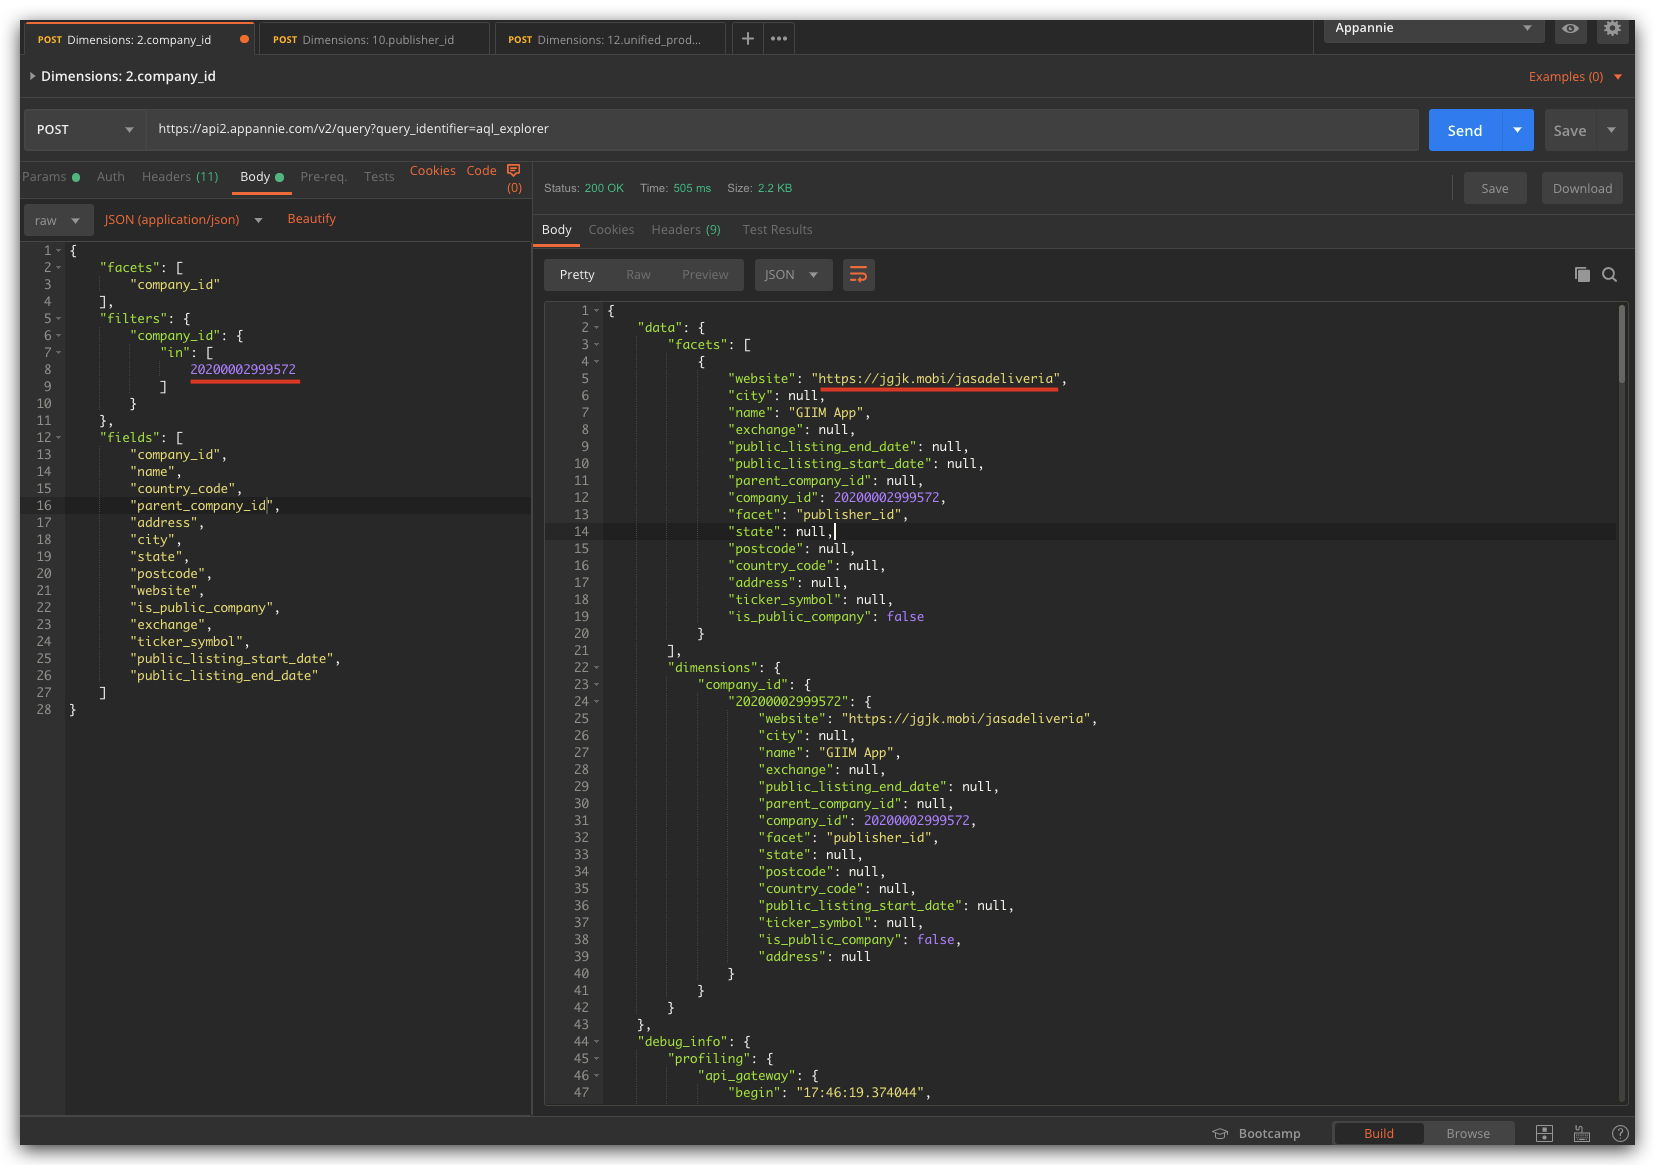 POST Dimensions: 2.company_id
POST Dimensions: 10.publisher_id
POST Dimensions: 12.unified_prod...
Appannie
Dimensions: 2.company_id
Examples (0)
POST
https://api2.appannie.com/v2/query?query_identifier=aql_explorer
Send
Save
Params
Auth
Headers (11)
Body
Pre-req.
Tests
Cookies
Code
(0)
raw
JSON (application/json)
Beautify
1 {
2 "facets": [
3 "company_id"
4 ],
5 "filters": {
6 "company_id": {
7 "in": [
8 20200002999572
9 ]
10 }
11 },
12 "fields": [
13 "company_id",
14 "name",
15 "country_code",
16 "parent_company_id",
17 "address",
18 "city",
19 "state",
20 "postcode",
21 "website",
22 "is_public_company",
23 "exchange",
24 "ticker_symbol",
25 "public_listing_start_date",
26 "public_listing_end_date"
27 ]
28 }
Status: 200 OK Time: 505 ms Size: 2.2 KB
Save
Download
Body
Cookies
Headers (9)
Test Results
Pretty
Raw
Preview
JSON
1 {
2 "data": {
3 "facets": [
4 {
5 "website": "https://jgjk.mobi/jasadeliveria",
6 "city": null,
7 "name": "GIIM App",
8 "exchange": null,
9 "public_listing_end_date": null,
10 "public_listing_start_date": null,
11 "parent_company_id": null,
12 "company_id": 20200002999572,
13 "facet": "publisher_id",
14 "state": null,
15 "postcode": null,
16 "country_code": null,
17 "address": null,
18 "ticker_symbol": null,
19 "is_public_company": false
20 }
21 ],
22 "dimensions": {
23 "company_id": {
24 "20200002999572": {
25 "website": "https://jgjk.mobi/jasadeliveria",
26 "city": null,
27 "name": "GIIM App",
28 "exchange": null,
29 "public_listing_end_date": null,
30 "parent_company_id": null,
31 "company_id": 20200002999572,
32 "facet": "publisher_id",
33 "state": null,
34 "postcode": null,
35 "country_code": null,
36 "public_listing_start_date": null,
37 "ticker_symbol": null,
38 "is_public_company": false,
39 "address": null
40 }
41 }
42 }
43 },
44 "debug_info": {
45 "profiling": {
46 "api_gateway": {
47 "begin": "17:46:19.374044",
Bootcamp
Build
Browse